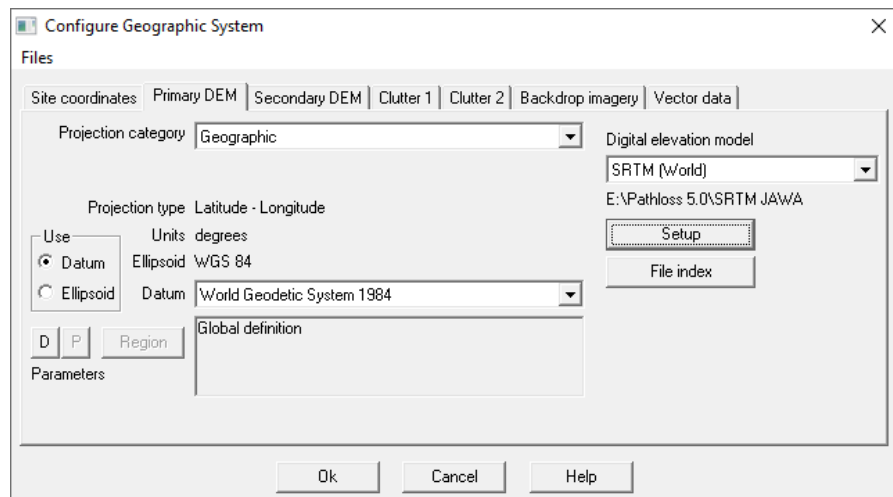 Configure Geographic System
Files
Site coordinates Primary DEM Secondary DEM Clutter 1 Clutter 2 Backdrop imagery Vector data
Projection category Geographic
Digital elevation model
SRTM (World)
E:\Pathloss 5.0\SRTM JAWA
Projection type Latitude - Longitude
Use
Units degrees
Setup
Datum
Ellipsoid WGS 84
File index
Ellipsoid
Datum World Geodetic System 1984
Global definition
D P Region
Parameters
Ok Cancel Help